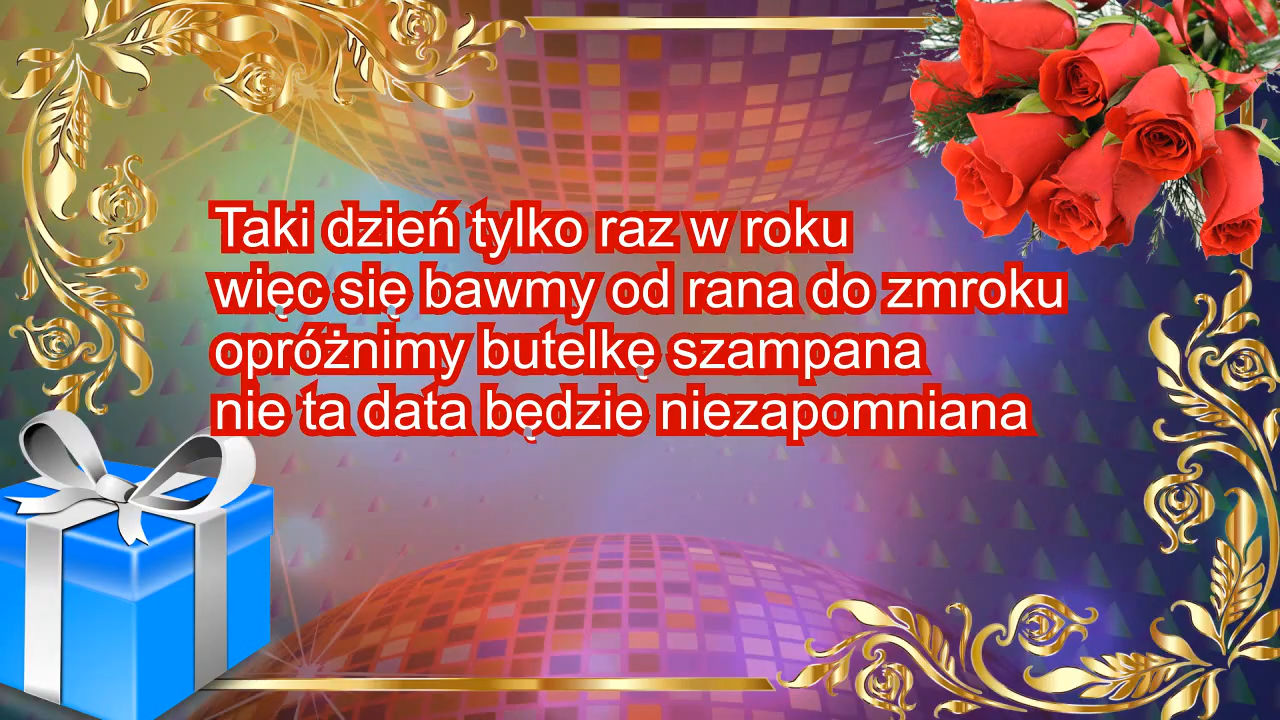 Taki dzień tylko raz w roku
więc się bawmy od rana do zmroku
opróżnimy butelkę szampana
nie ta data będzie niezapomniana